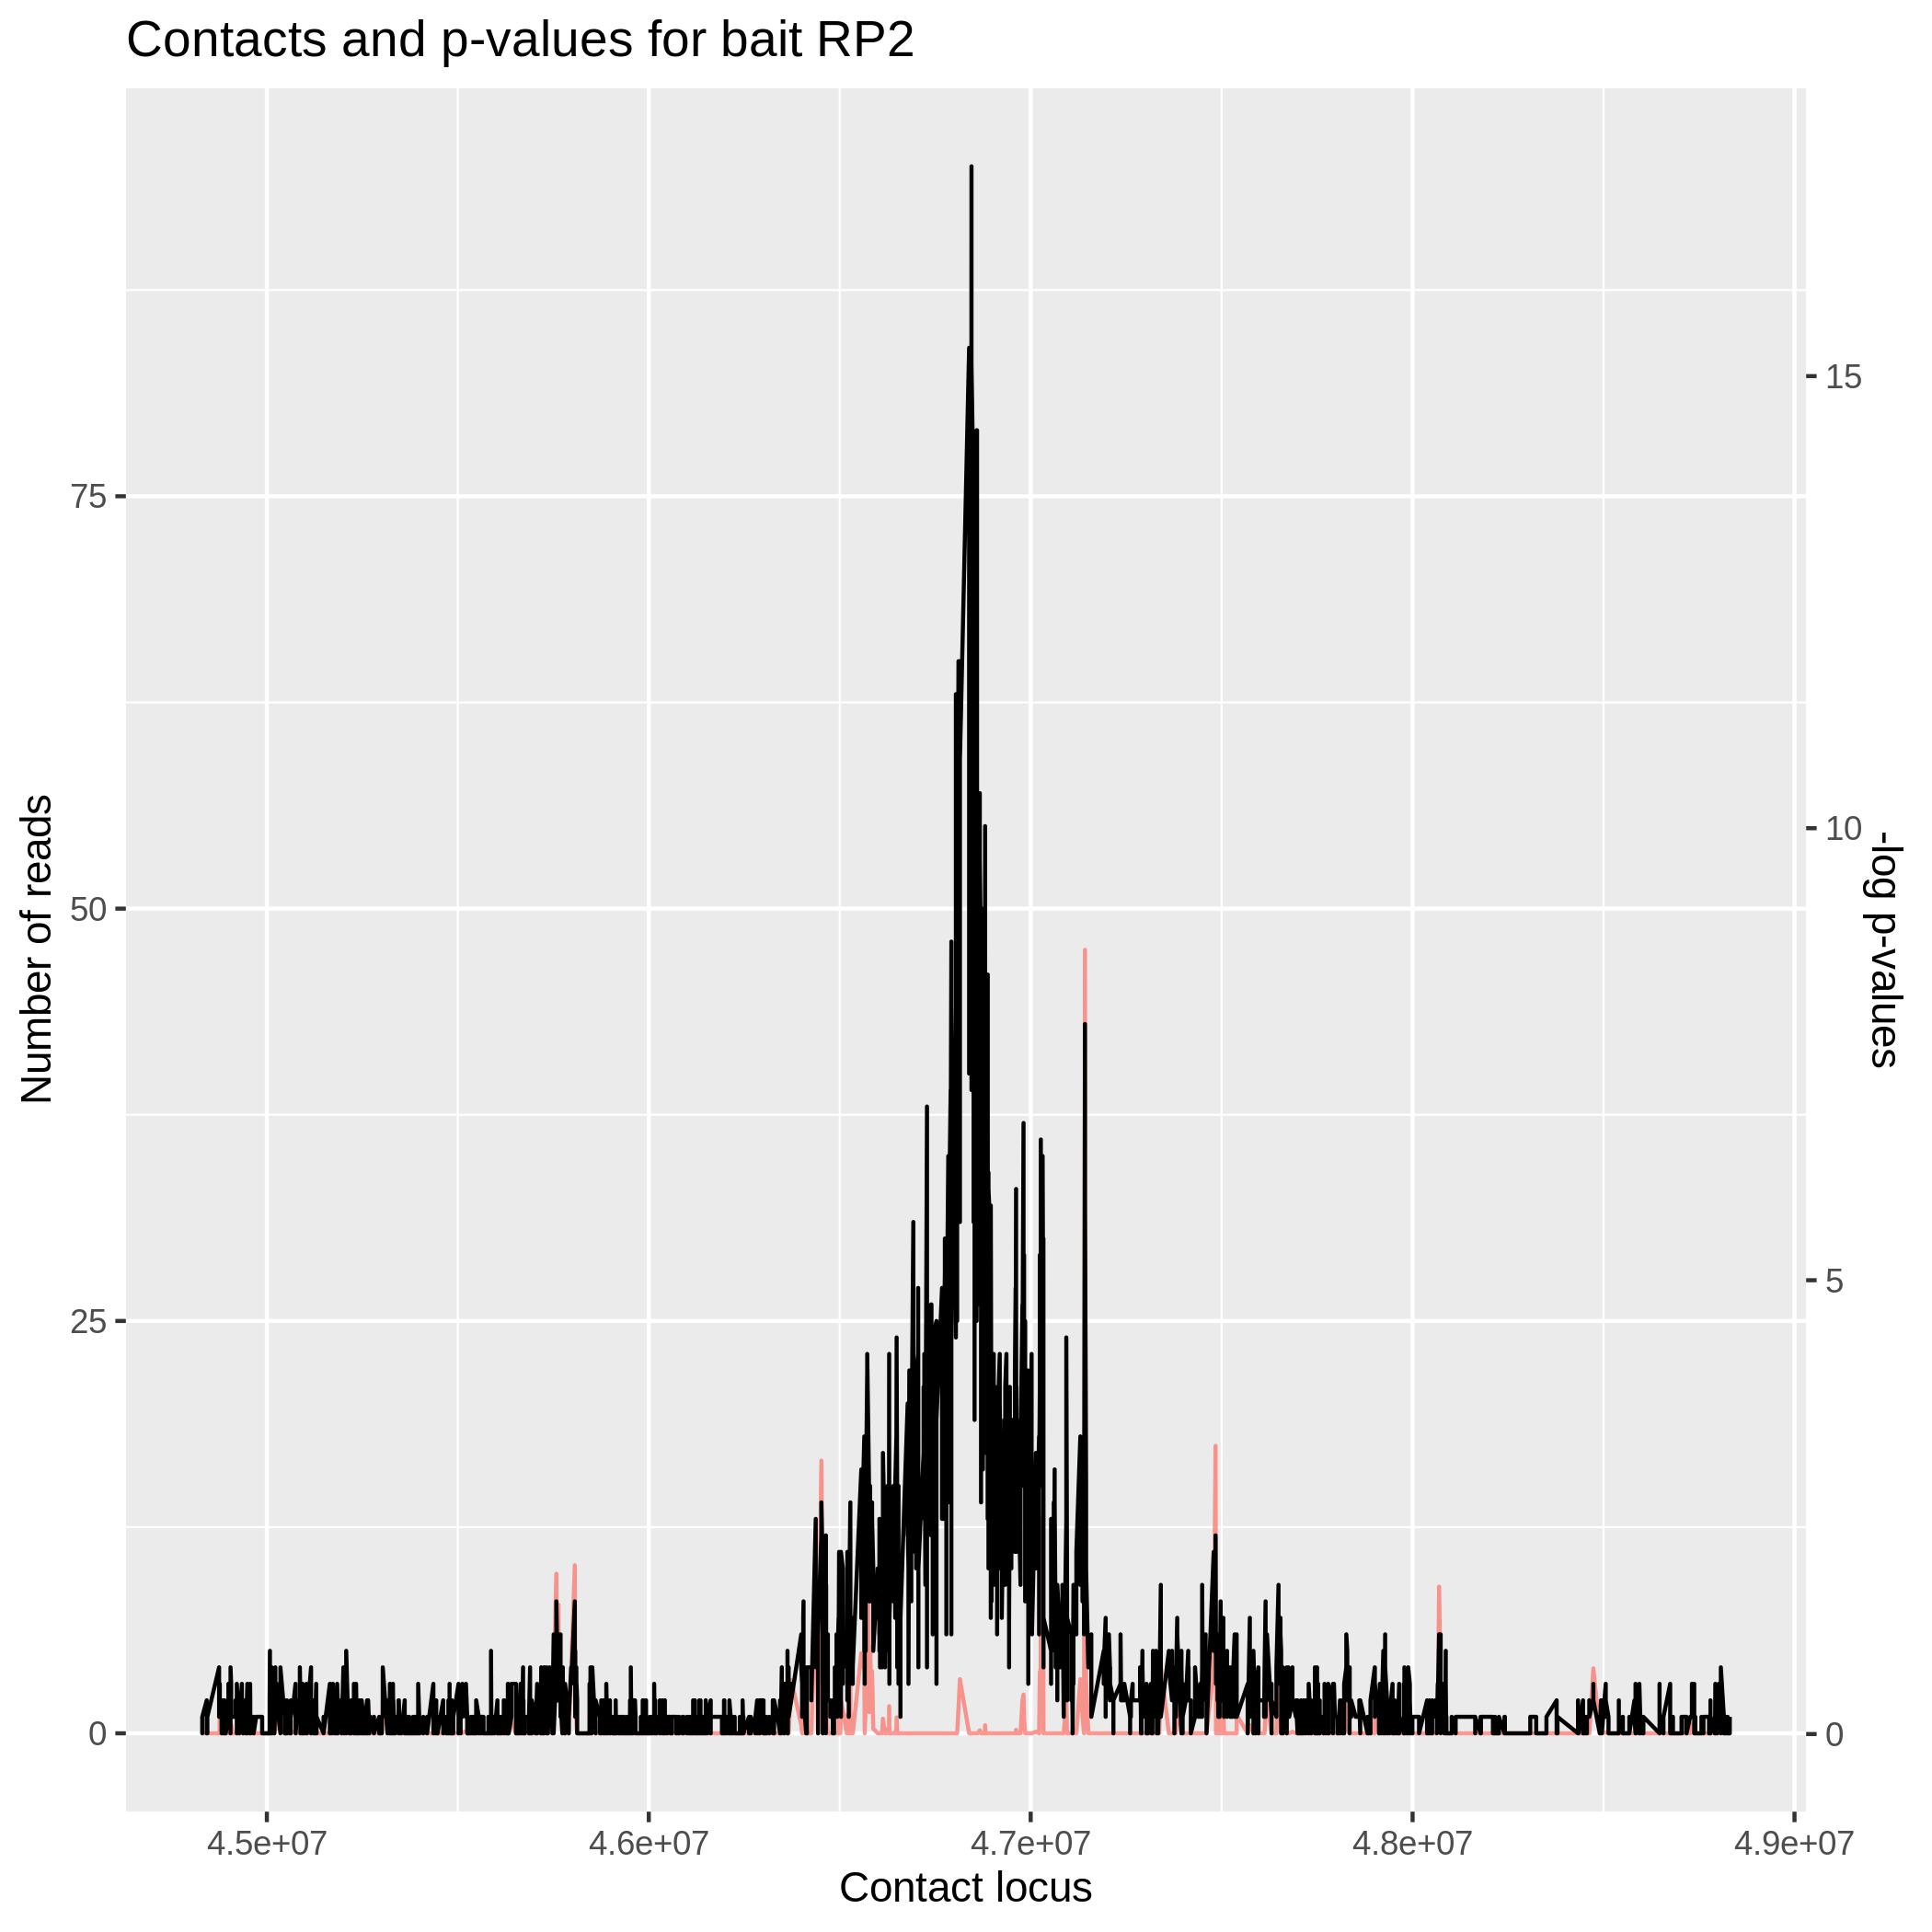 Contacts and p-values for bait RP2
75
50
25
0
Number of reads
15
10
5
0
-log p-values
4.5e+07
4.6e+07
4.7e+07
4.8e+07
4.9e+07
Contact locus